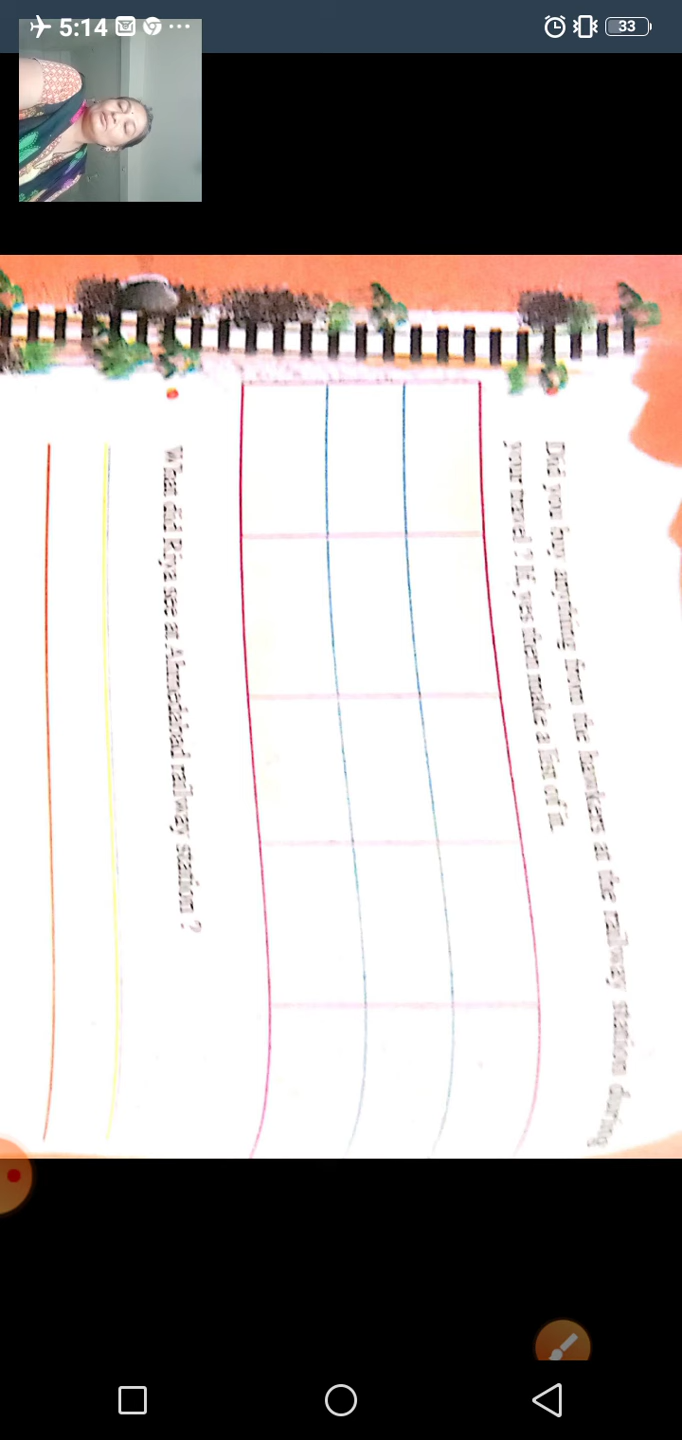 5:14
33
Did you buy anything from the hawkers at the railway station during
your travel ? If, yes then make a list of it.
What did Riya see at Ahmedabad railway station ?